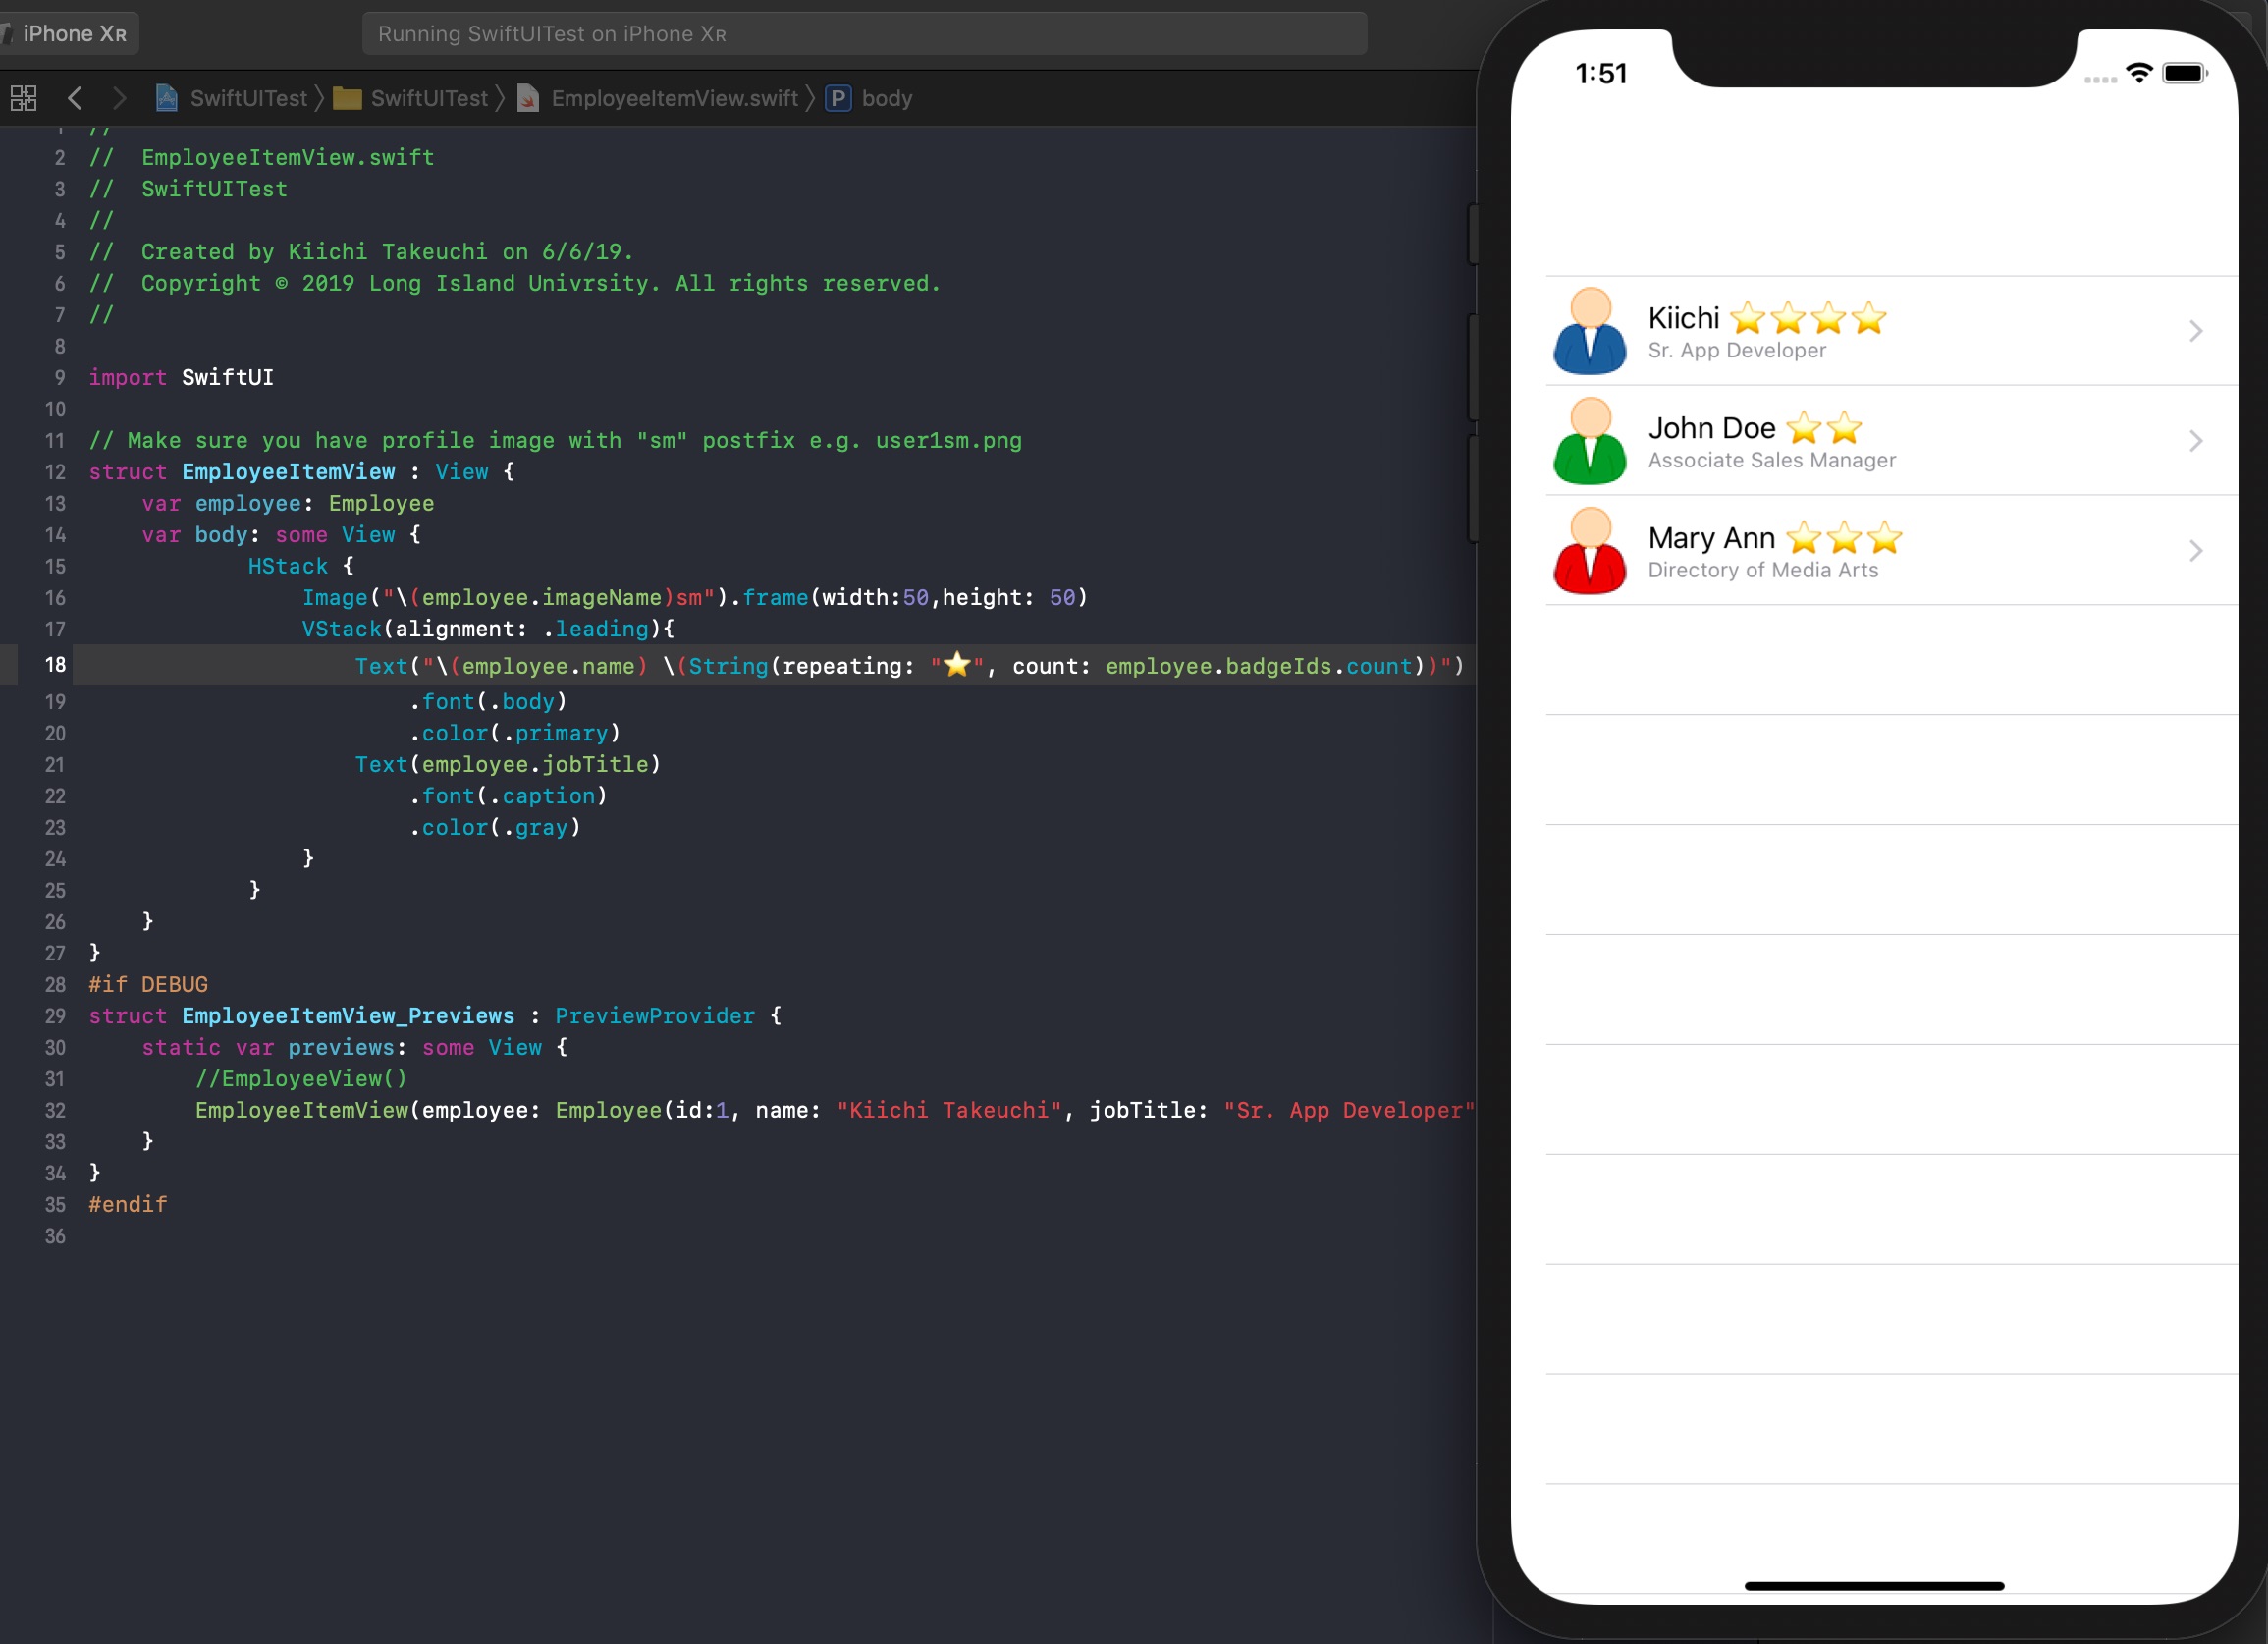 iPhone XR
Running SwiftUITest on iPhone XR
SwiftUITest SwiftUITest EmployeeItemView.swift P body
1 //
2 //  EmployeeItemView.swift
3 //  SwiftUITest
4 //
5 //  Created by Kiichi Takeuchi on 6/6/19.
6 //  Copyright © 2019 Long Island Univrsity. All rights reserved.
7 //
8
9 import SwiftUI
10
11 // Make sure you have profile image with "sm" postfix e.g. user1sm.png
12 struct EmployeeItemView : View {
13     var employee: Employee
14     var body: some View {
15             HStack {
16                 Image("\(employee.imageName)sm").frame(width:50,height: 50)
17                 VStack(alignment: .leading){
18                     Text("\(employee.name) \(String(repeating: "⭐️", count: employee.badgeIds.count))")
19                         .font(.body)
20                         .color(.primary)
21                     Text(employee.jobTitle)
22                         .font(.caption)
23                         .color(.gray)
24                 }
25             }
26     }
27 }
28 #if DEBUG
29 struct EmployeeItemView_Previews : PreviewProvider {
30     static var previews: some View {
31         //EmployeeView()
32         EmployeeItemView(employee: Employee(id:1, name: "Kiichi Takeuchi", jobTitle: "Sr. App Developer"
33     }
34 }
35 #endif
36
1:51
Kiichi ⭐️⭐️⭐️⭐️
Sr. App Developer
John Doe ⭐️⭐️
Associate Sales Manager
Mary Ann ⭐️⭐️⭐️
Directory of Media Arts